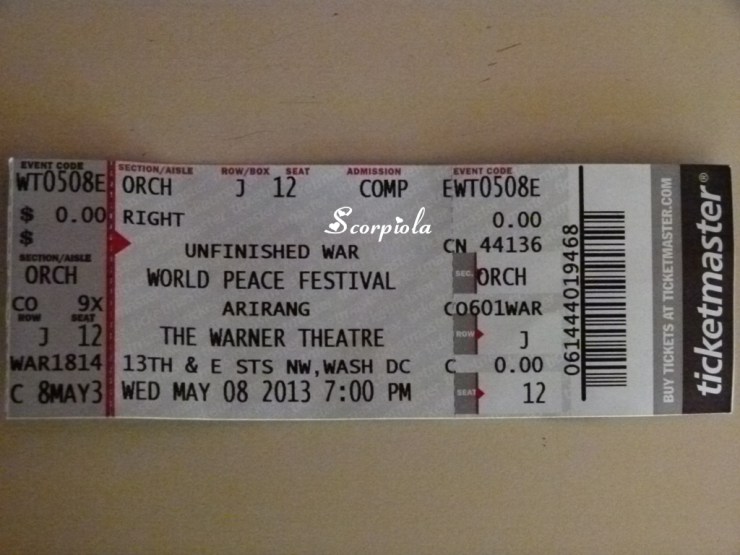 EVENT CODE
WT0508E
$ 0.00
$
SECTION/AISLE
ORCH
CO 9X
ROW SEAT
J 12
WAR1814
C 8MAY3
SECTION/AISLE ROW/BOX SEAT ADMISSION
ORCH J 12 COMP
RIGHT
Scorpiola
UNFINISHED WAR
WORLD PEACE FESTIVAL
ARIRANG
THE WARNER THEATRE
13TH & E STS NW,WASH DC
WED MAY 08 2013 7:00 PM
EVENT CODE
EWT0508E
0.00
CN 44136
SEC. ORCH
CO601WAR
ROW J
C 0.00
SEAT 12
061444019468
BUY TICKETS AT TICKETMASTER.COM
ticketmaster®